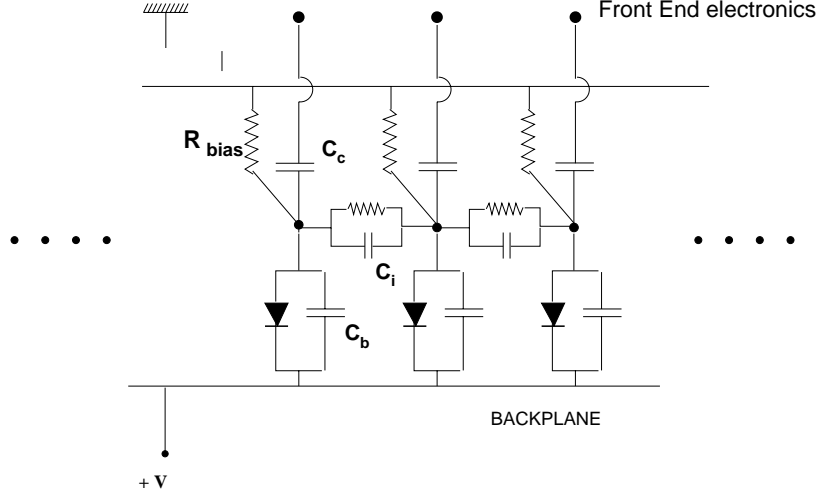 Front End electronics
R bias
C c
C i
C b
BACKPLANE
+ V